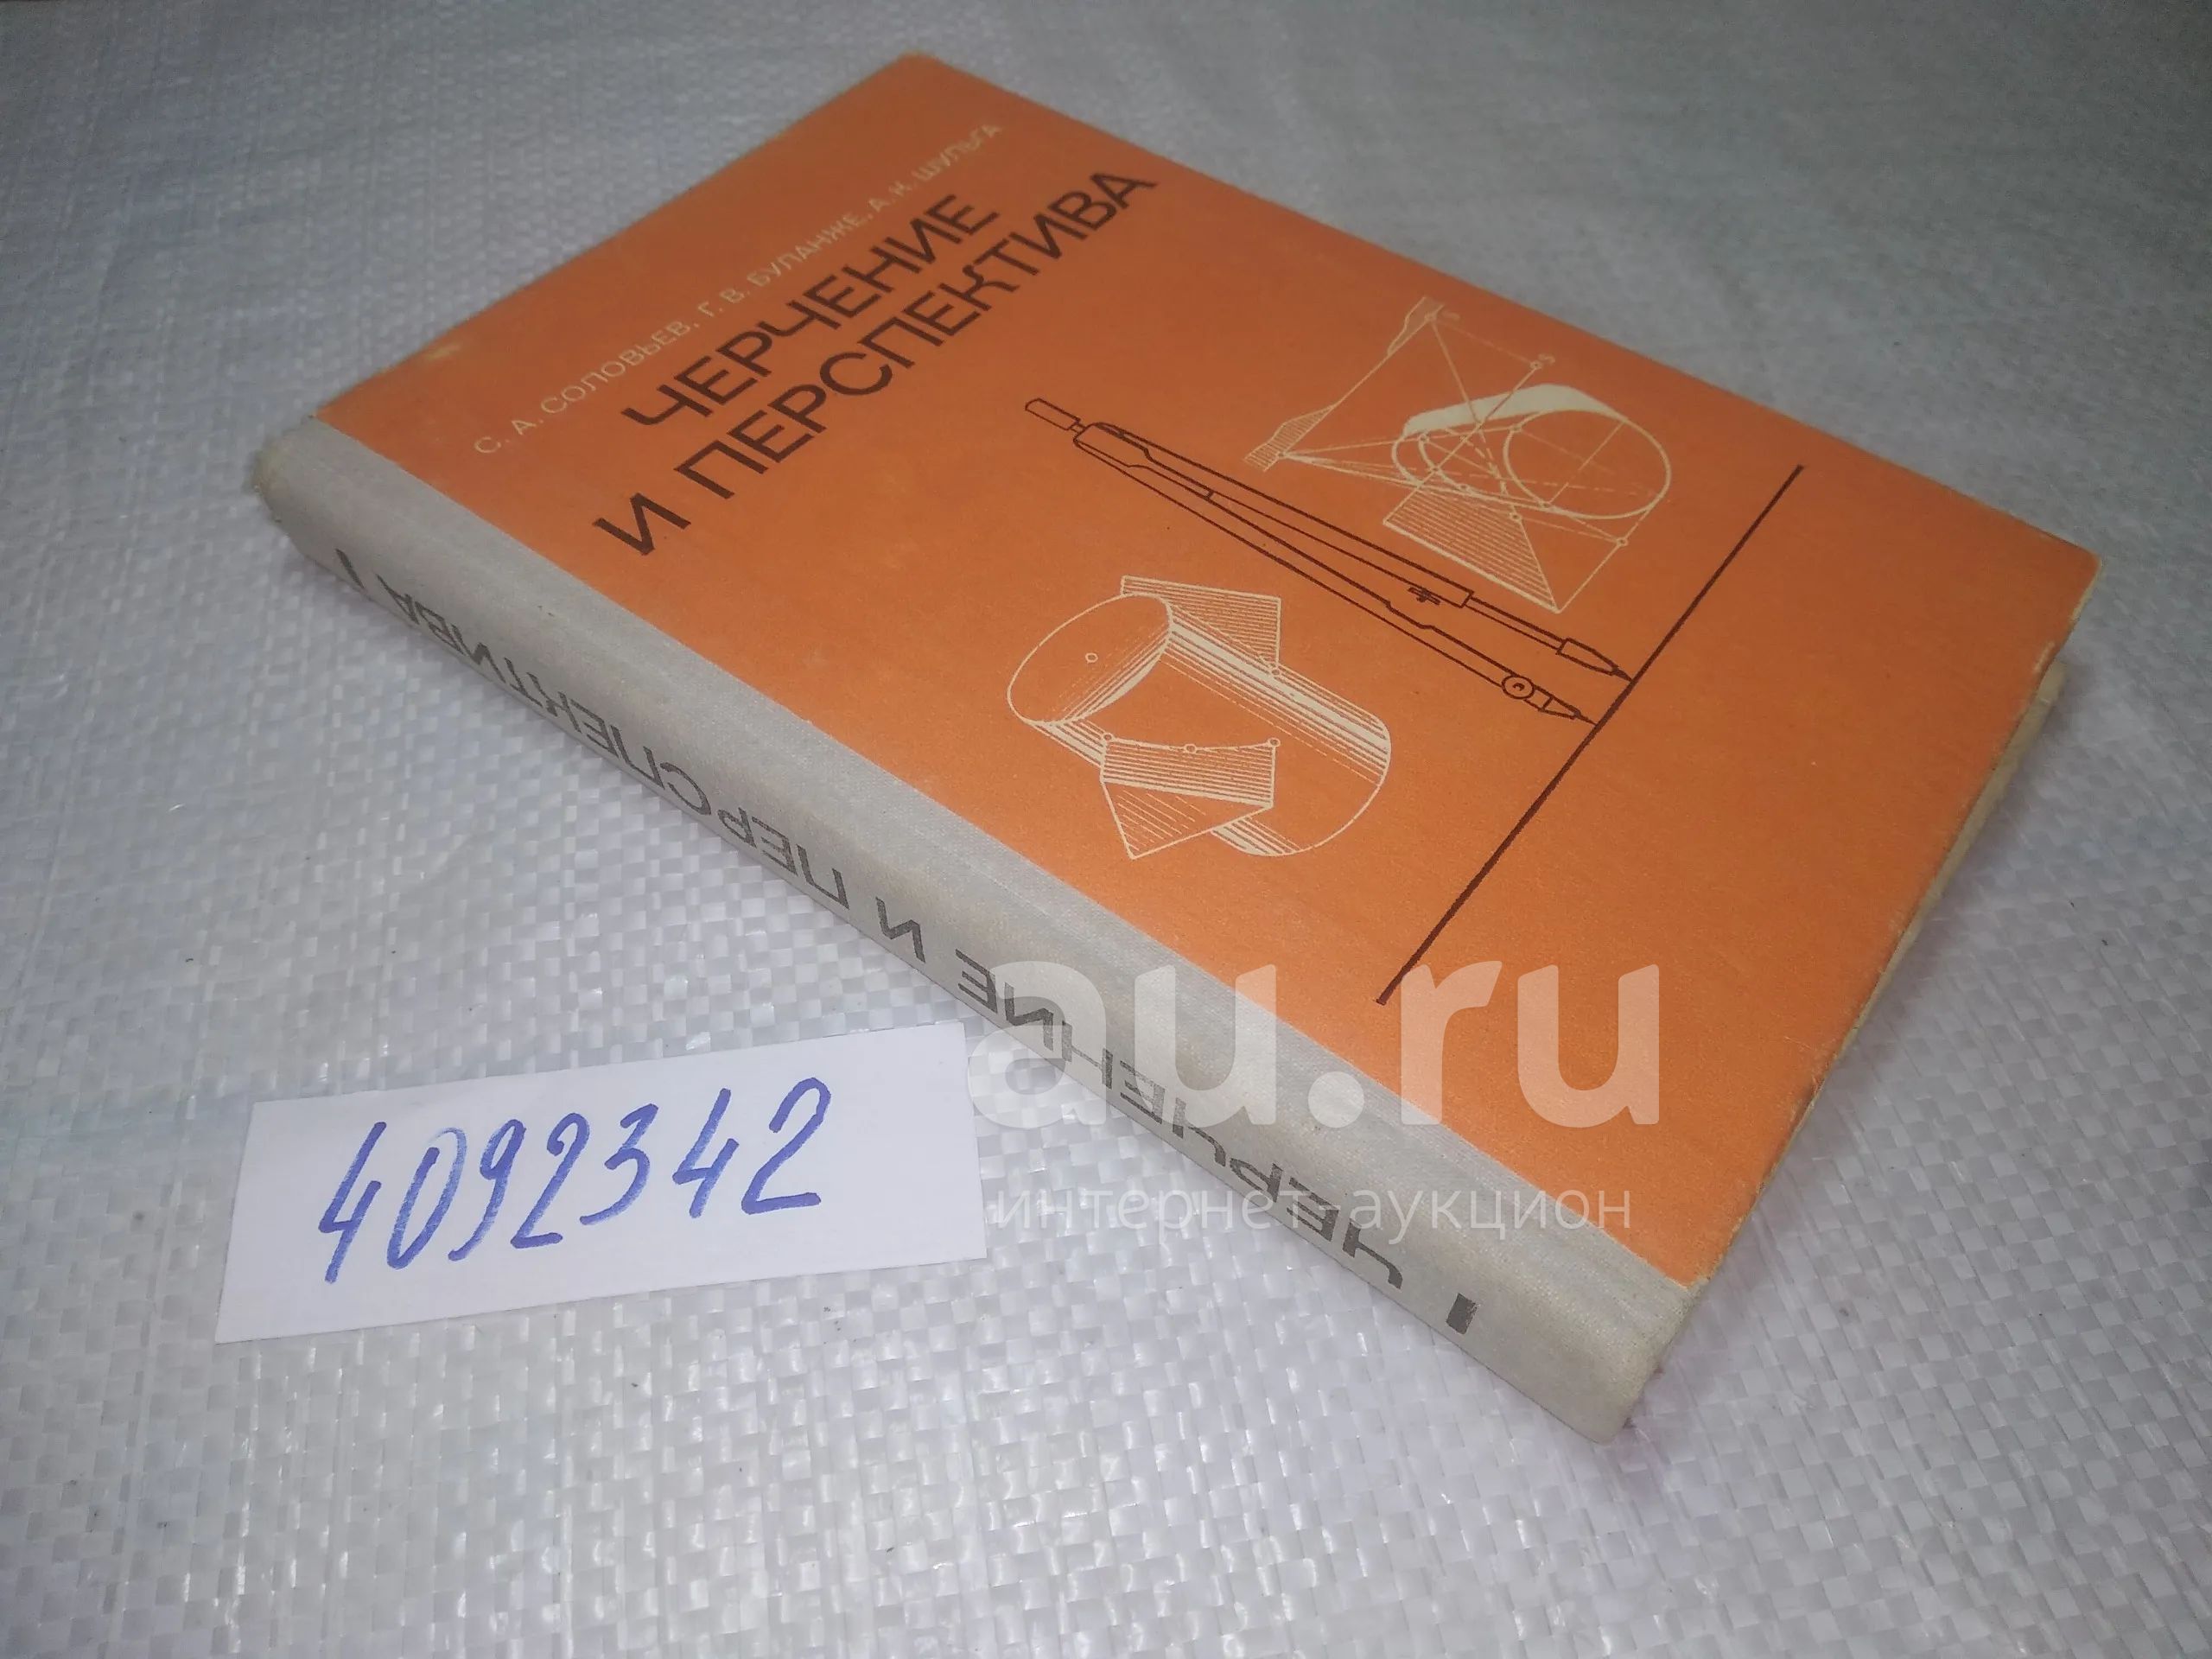 С. А. СОЛОВЬЕВ, Г. В. БУЛАНЖЕ, А. К. ШУЛЬГА
ЧЕРЧЕНИЕ
И ПЕРСПЕКТИВА
S
ЧЕРЧЕНИЕ И ПЕРСПЕКТИВА
4092342
au.ru
интернет аукцион